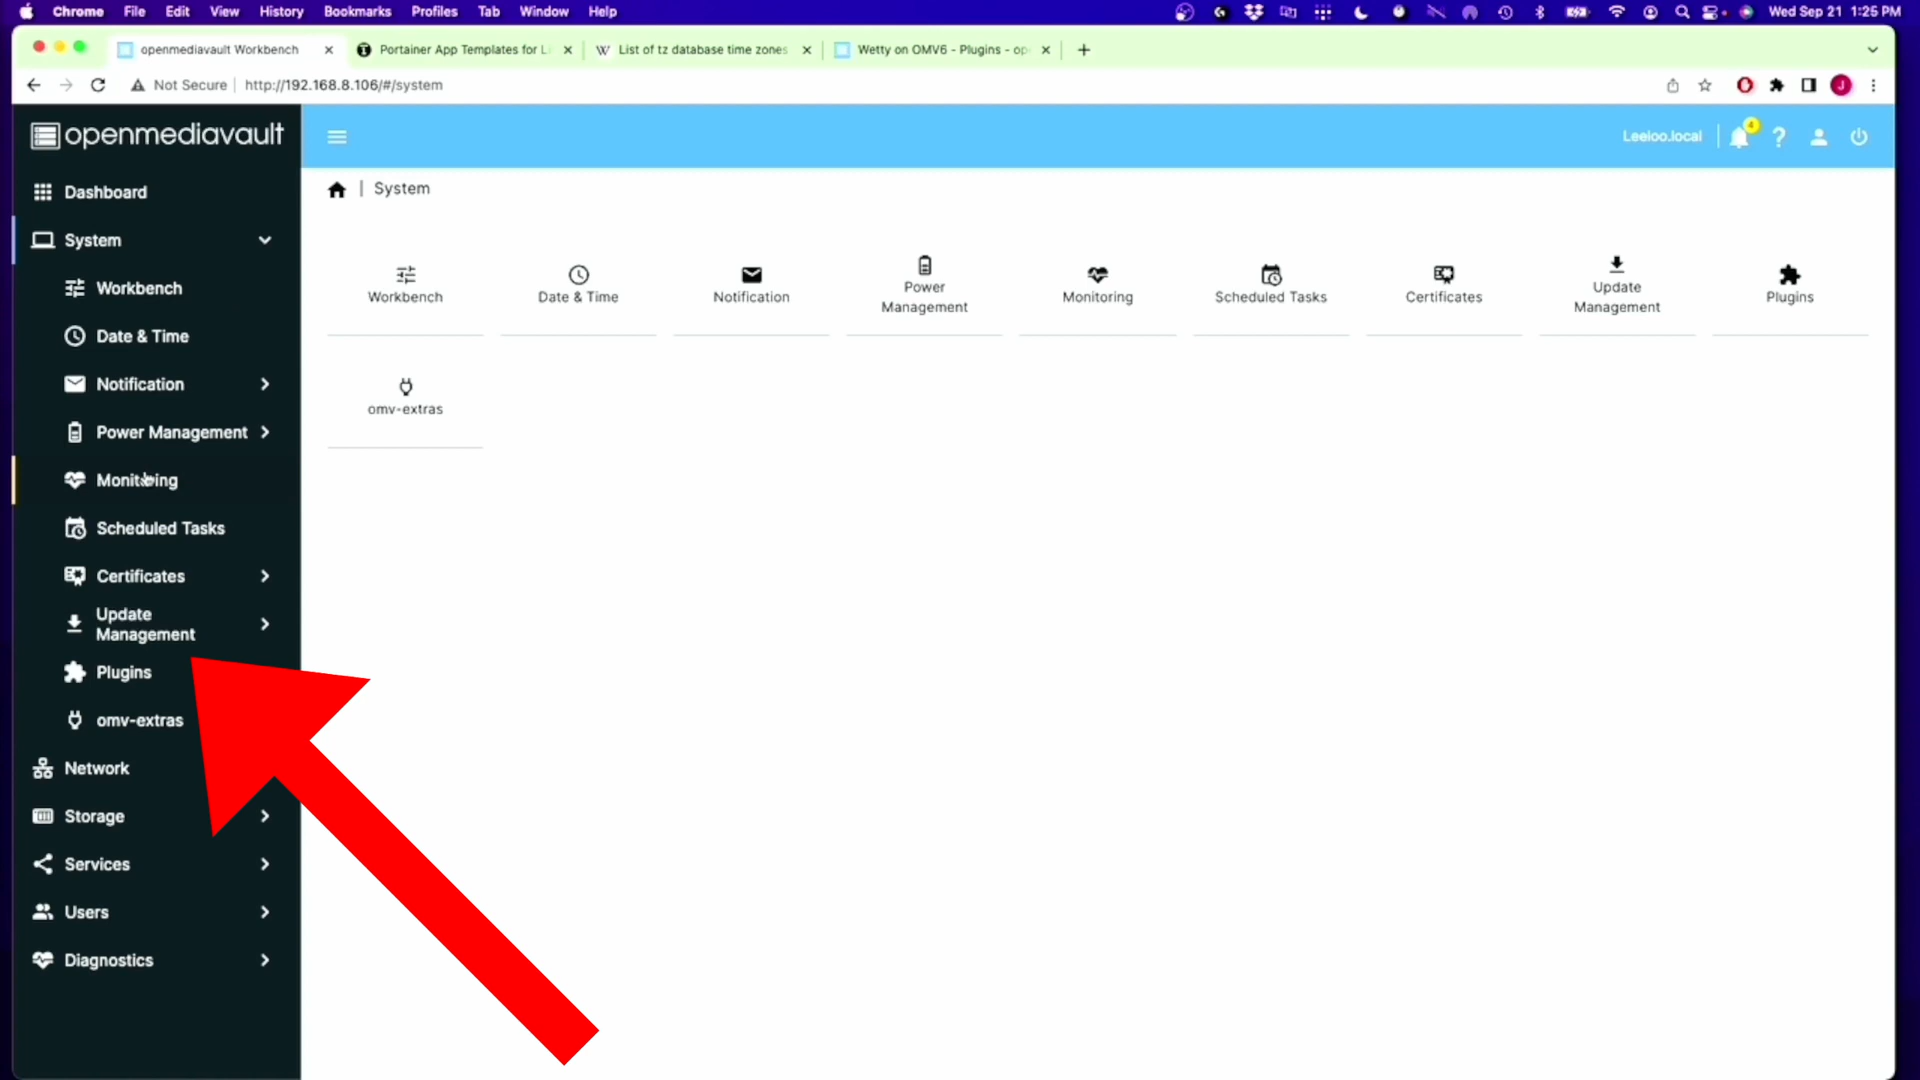 Chrome File Edit View History Bookmarks Profiles Tab Window Help Wed Sep 21 1:25 PM
openmediavault Workbench Portainer App Templates for Li List of tz database time zones Wetty on OMV6 - Plugins - op
Not Secure http://192.168.8.106/#/system J
openmediavault Leeloo.local 4
System
Dashboard
System
Workbench
Date & Time
Notification
Power Management
Monitoring
Scheduled Tasks
Certificates
Update
Management
Plugins
omv-extras
Network
Storage
Services
Users
Diagnostics
Workbench
Date & Time
Notification
Power
Management
Monitoring
Scheduled Tasks
Certificates
Update
Management
Plugins
omv-extras